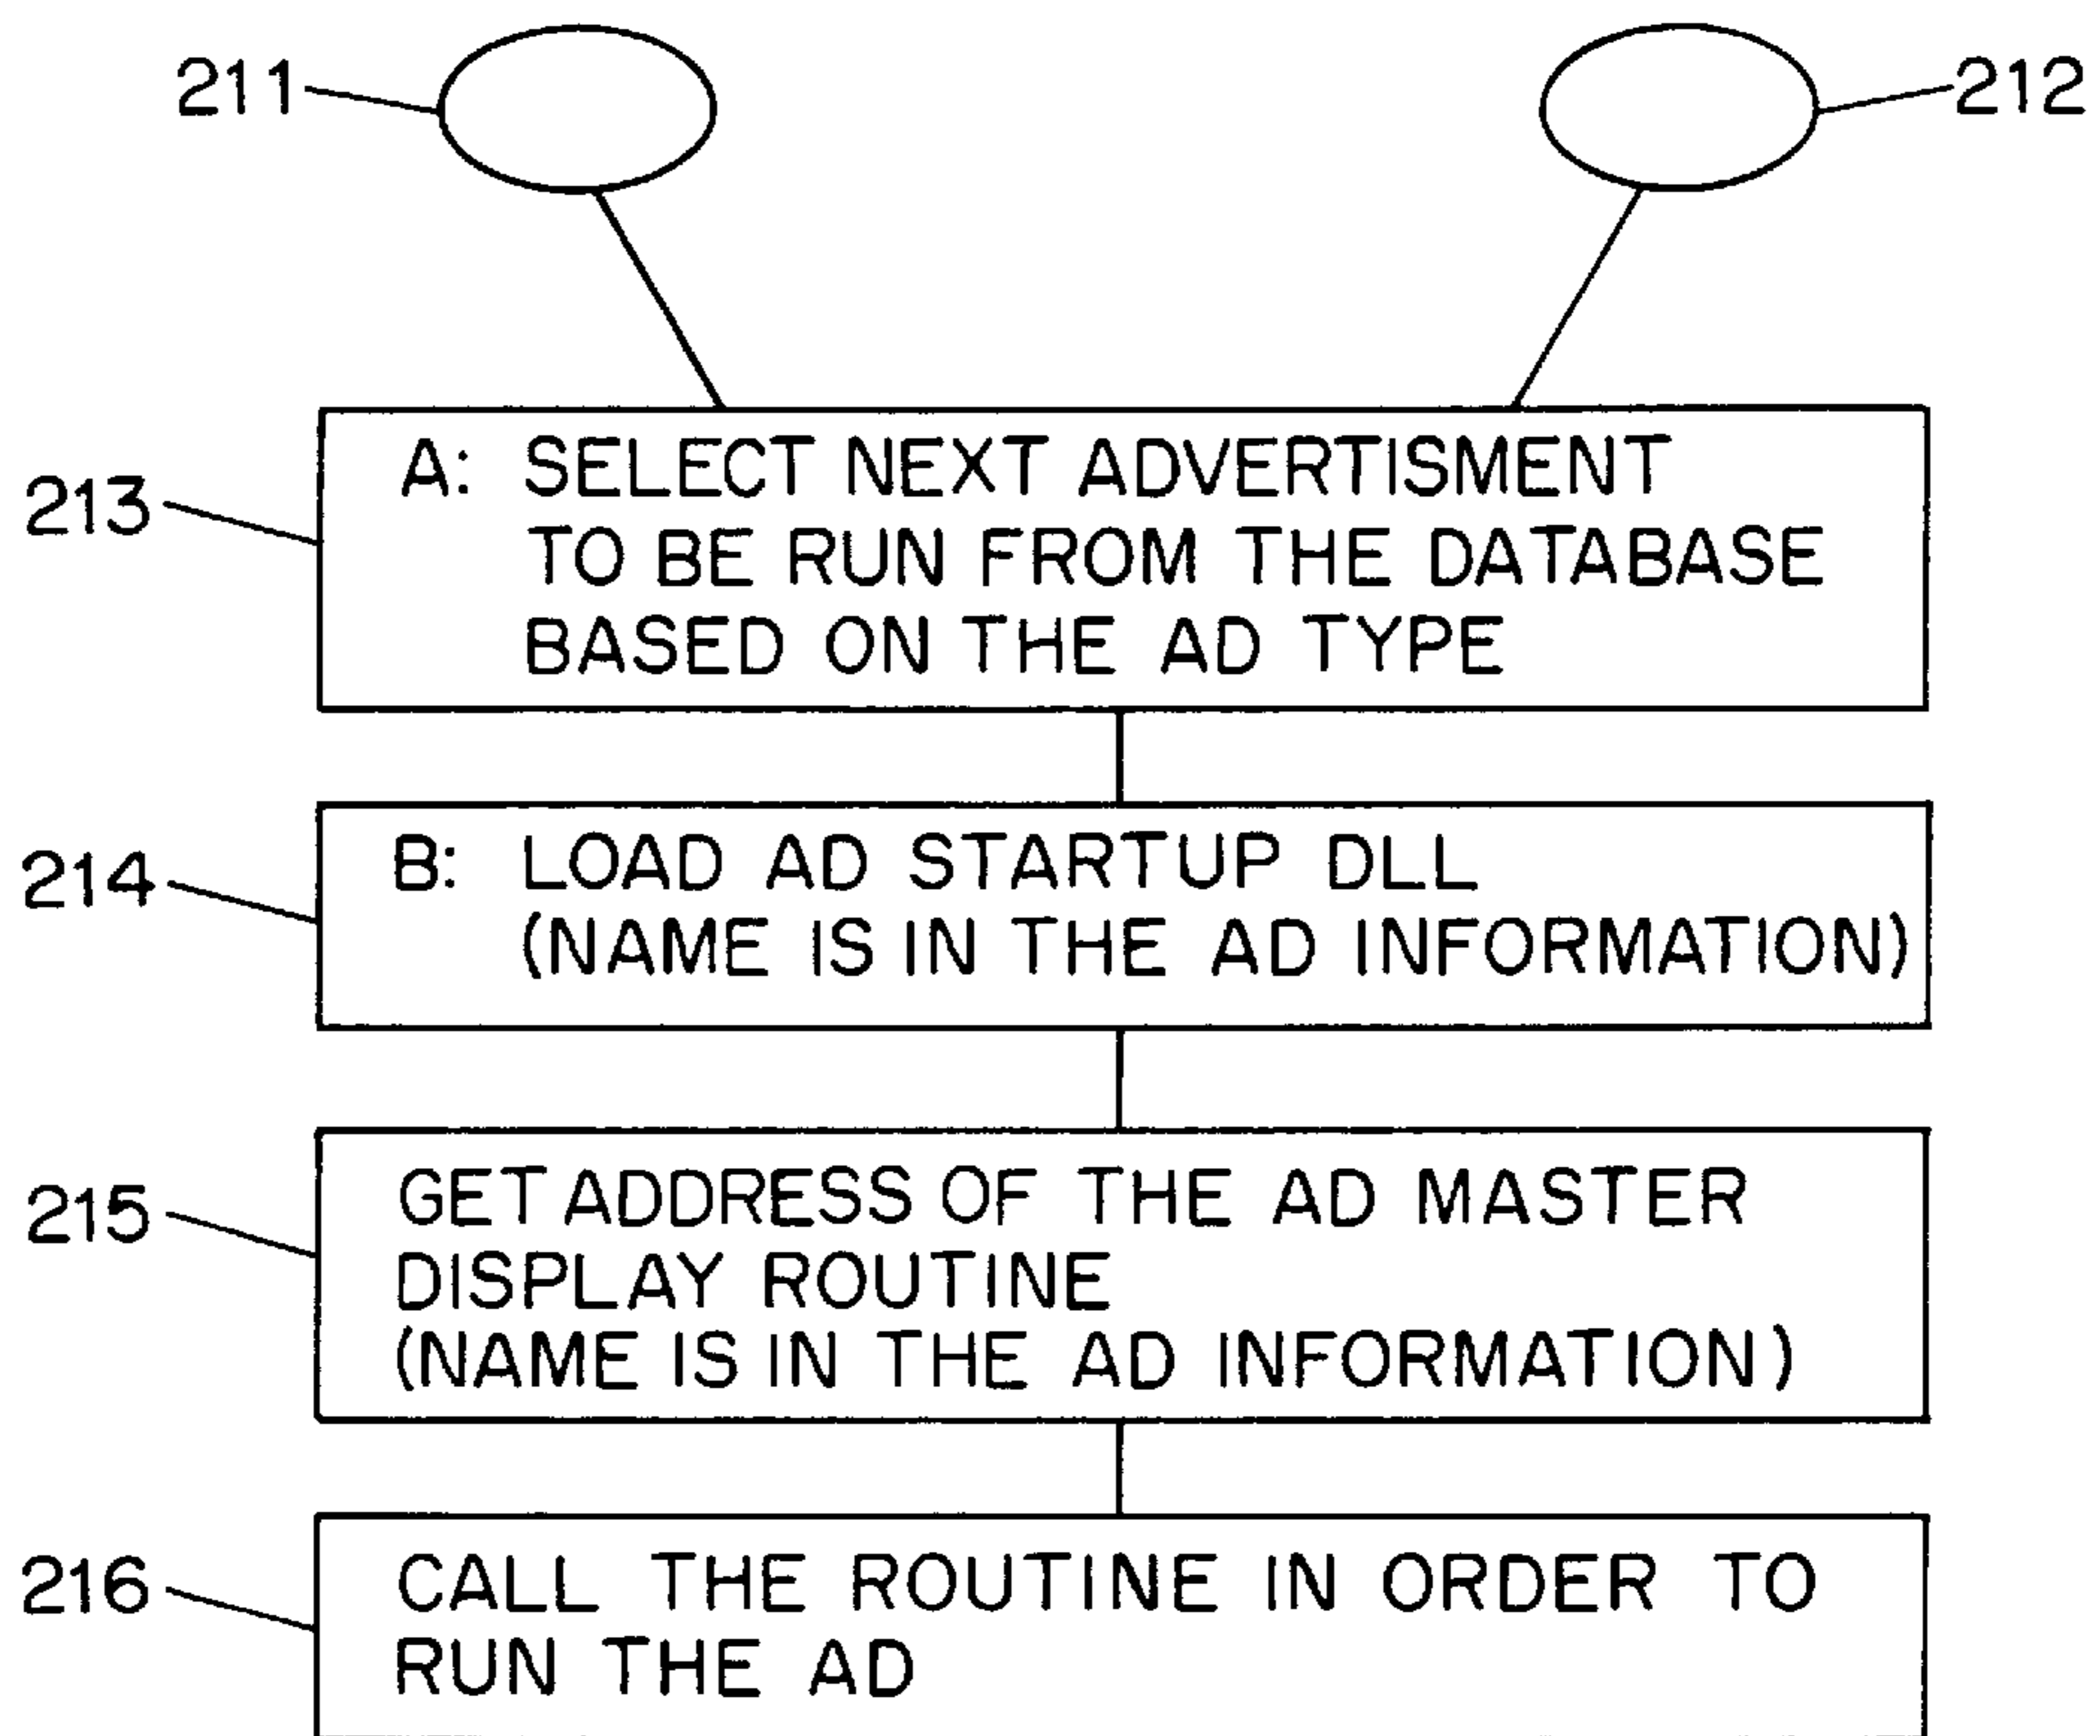 211
212
213
A: SELECT NEXT ADVERTISMENT
TO BE RUN FROM THE DATABASE
BASED ON THE AD TYPE
214
B: LOAD AD STARTUP DLL
(NAME IS IN THE AD INFORMATION)
215
GET ADDRESS OF THE AD MASTER
DISPLAY ROUTINE
(NAME IS IN THE AD INFORMATION)
216
CALL THE ROUTINE IN ORDER TO
RUN THE AD